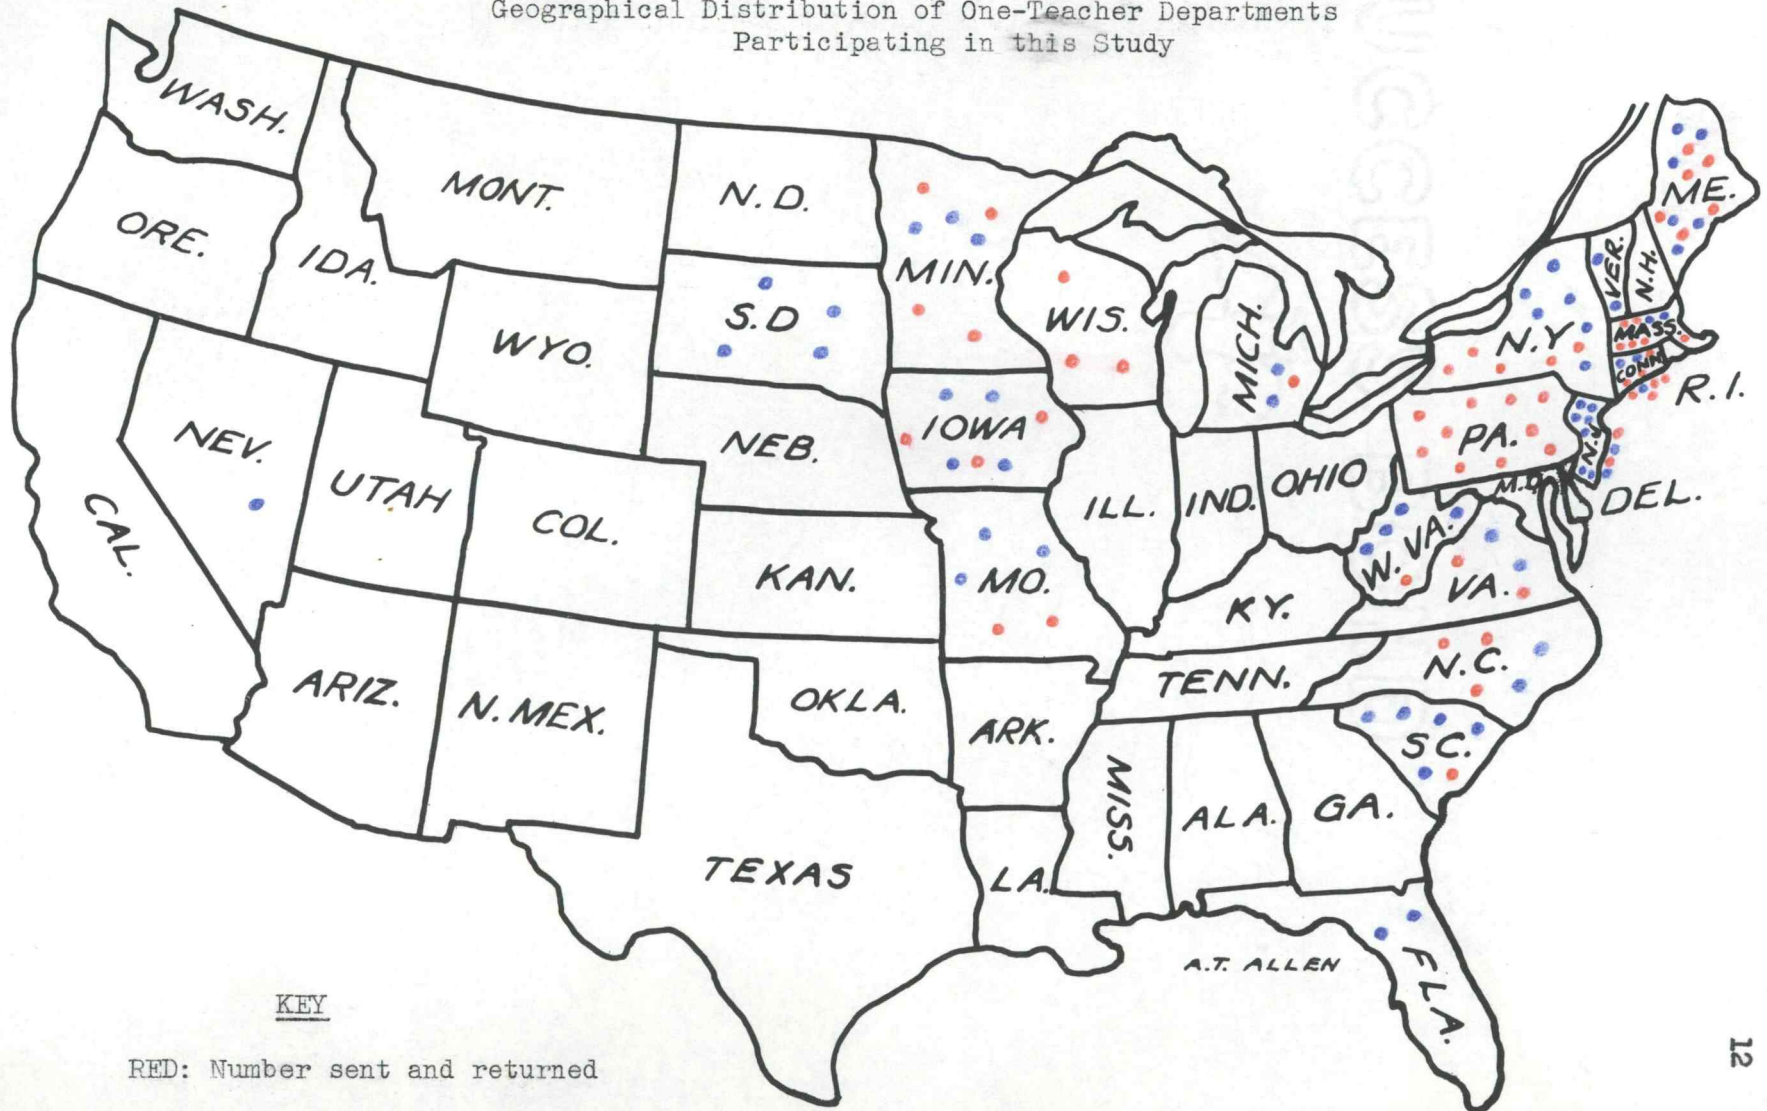 Geographical Distribution of One-Teacher Departments
Participating in this Study
WASH.
MONT.
N.D.
ME.
ORE.
IDA.
MIN.
VER.
N.H.
S.D
WIS.
MICH.
N.Y
MASS.
WYO.
CONN
R.I.
NEV.
NEB.
IOWA
PA.
N.J.
UTAH
COL.
ILL.
IND.
OHIO
M.D.
DEL.
CAL.
KAN.
MO.
W. VA.
VA.
KY.
ARIZ.
N. MEX.
OKLA.
TENN.
N.C.
ARK.
S C.
MISS.
ALA.
GA.
TEXAS
LA.
A.T. ALLEN
FLA.
KEY
RED: Number sent and returned
12